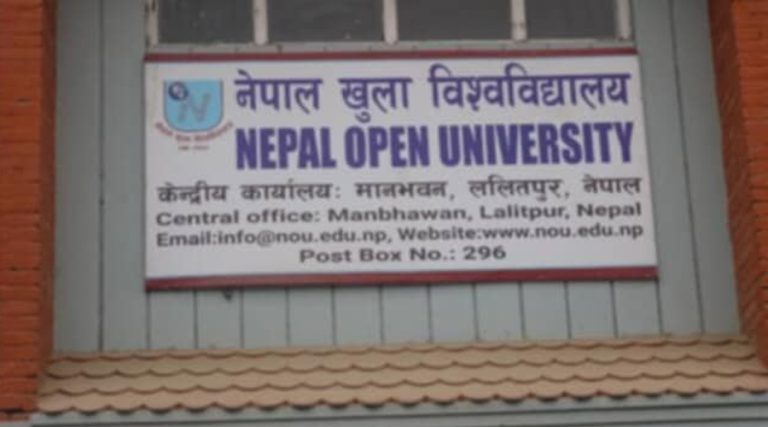 नेपाल खुला विश्वविद्यालय
NEPAL OPEN UNIVERSITY
केन्द्रीय कार्यालय: मानभवन, ललितपुर, नेपाल
Central office: Manbhawan, Lalitpur, Nepal
Email:info@nou.edu.np, Website:www.nou.edu.np
Post Box No.: 296